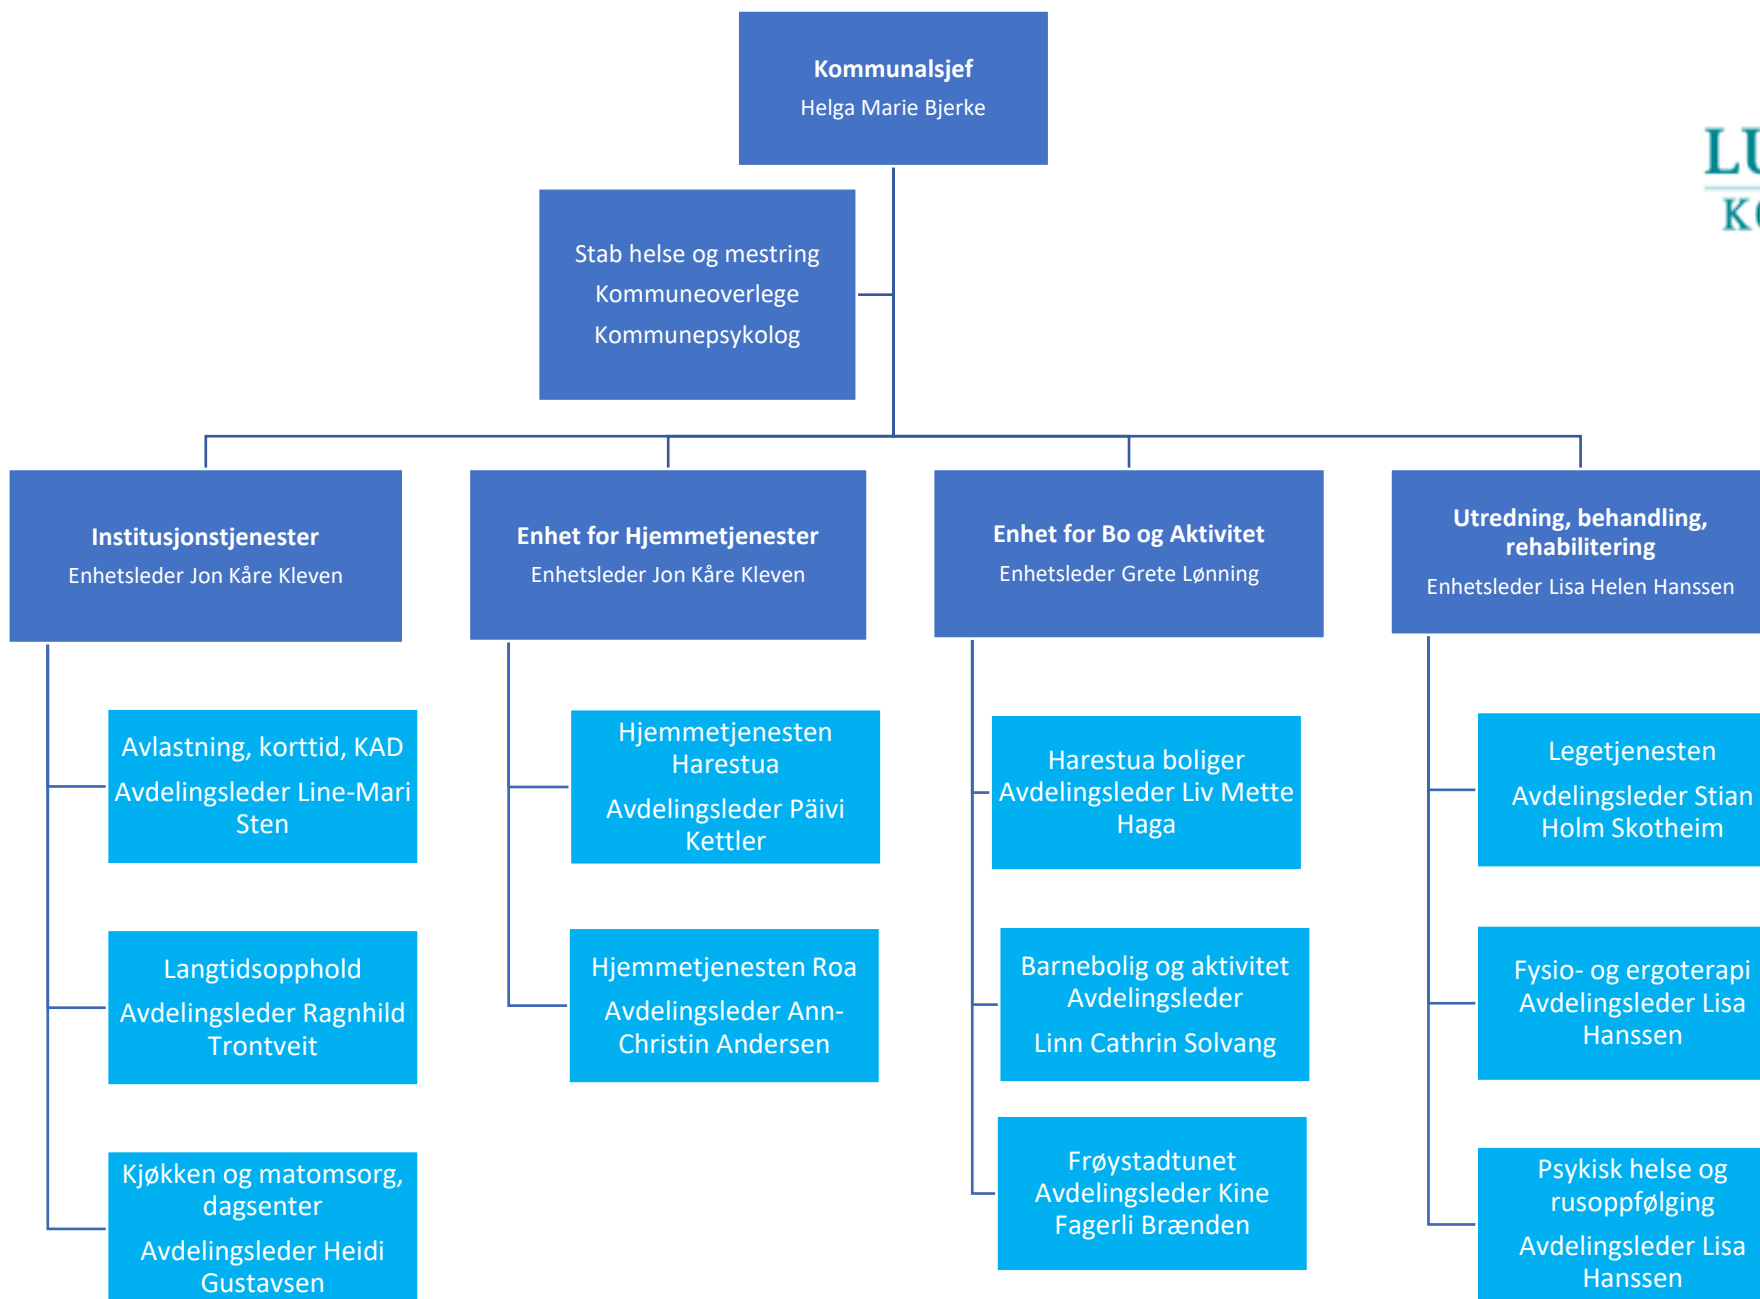 Kommunalsjef
Helga Marie Bjerke
LU
KO
Stab helse og mestring
Kommuneoverlege
Kommunepsykolog
Institusjonstjenester
Enhetsleder Jon Kåre Kleven
Enhet for Hjemmetjenester
Enhetsleder Jon Kåre Kleven
Enhet for Bo og Aktivitet
Enhetsleder Grete Lønning
Utredning, behandling,
rehabilitering
Enhetsleder Lisa Helen Hanssen
Avlastning, korttid, KAD
Avdelingsleder Line-Mari
Sten
Langtidsopphold
Avdelingsleder Ragnhild
Trontveit
Kjøkken og matomsorg,
dagsenter
Avdelingsleder Heidi
Gustavsen
Hjemmetjenesten
Harestua
Avdelingsleder Päivi
Kettler
Hjemmetjenesten Roa
Avdelingsleder Ann-
Christin Andersen
Harestua boliger
Avdelingsleder Liv Mette
Haga
Barnebolig og aktivitet
Avdelingsleder
Linn Cathrin Solvang
Frøystadtunet
Avdelingsleder Kine
Fagerli Brænden
Legetjenesten
Avdelingsleder Stian
Holm Skotheim
Fysio- og ergoterapi
Avdelingsleder Lisa
Hanssen
Psykisk helse og
rusoppfølging
Avdelingsleder Lisa
Hanssen